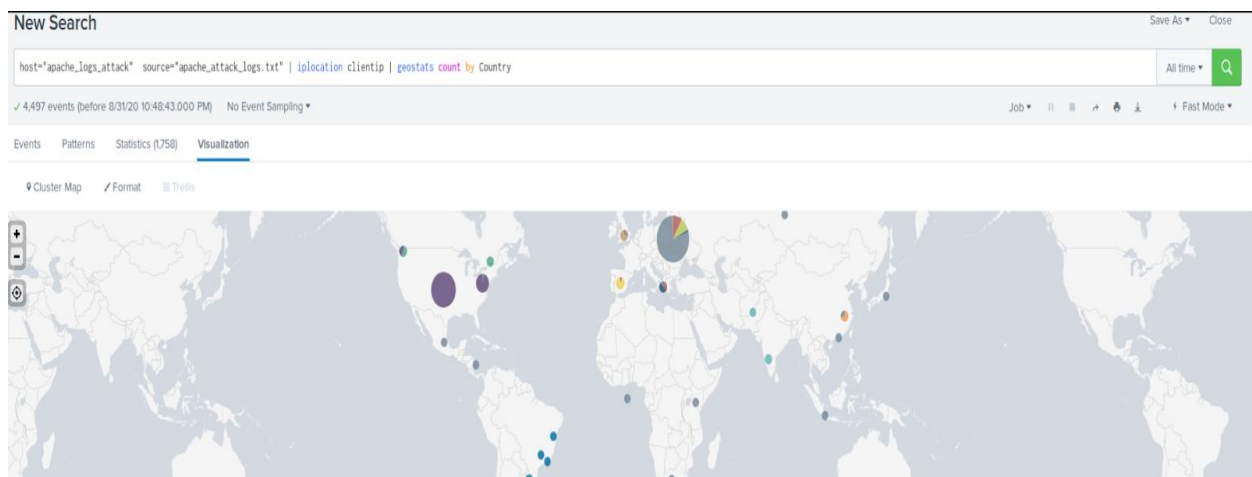 New Search
Save As Close
host="apache_logs_attack" source="apache_attack_logs.txt" | iplocation clientip | geostats count by Country
All time
4,497 events (before 8/31/20 10:48:43.000 PM) No Event Sampling
Job
Fast Mode
Events Patterns Statistics (1,758) Visualization
Cluster Map Format Trellis